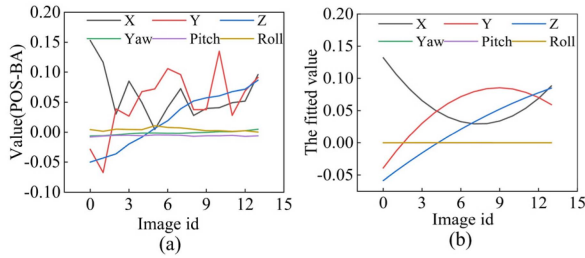 X Y Z
Yaw Pitch Roll
0.20
0.15
0.10
0.05
0.00
-0.05
-0.10
Value(POS-BA)
0 3 6 9 12 15
Image id
(a)
X Y Z
Yaw Pitch Roll
0.20
0.15
0.10
0.05
0.00
0.05
The fitted value
0 3 6 9 12 15
Image id
(b)